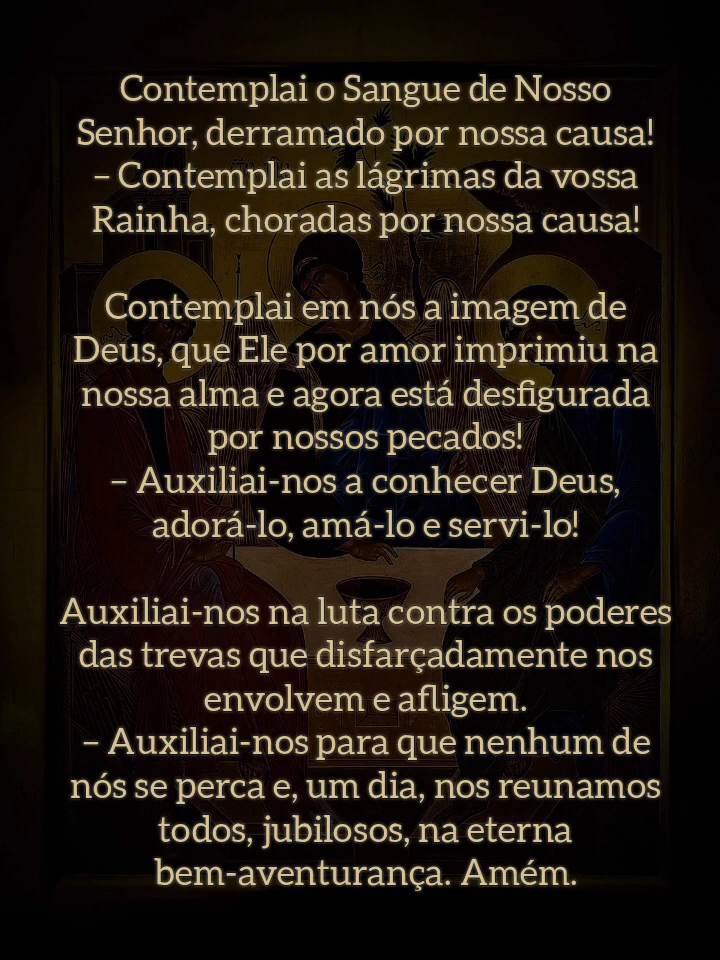 Contemplai o Sangue de Nosso
Senhor, derramado por nossa causa!
– Contemplai as lágrimas da vossa
Rainha, choradas por nossa causa!
Contemplai em nós a imagem de
Deus, que Ele por amor imprimiu na
nossa alma e agora está desfigurada
por nossos pecados!
– Auxiliai-nos a conhecer Deus,
adorá-lo, amá-lo e servi-lo!
Auxiliai-nos na luta contra os poderes
das trevas que disfarçadamente nos
envolvem e afligem.
– Auxiliai-nos para que nenhum de
nós se perca e, um dia, nos reunamos
todos, jubilosos, na eterna
bem-aventurança. Amém.